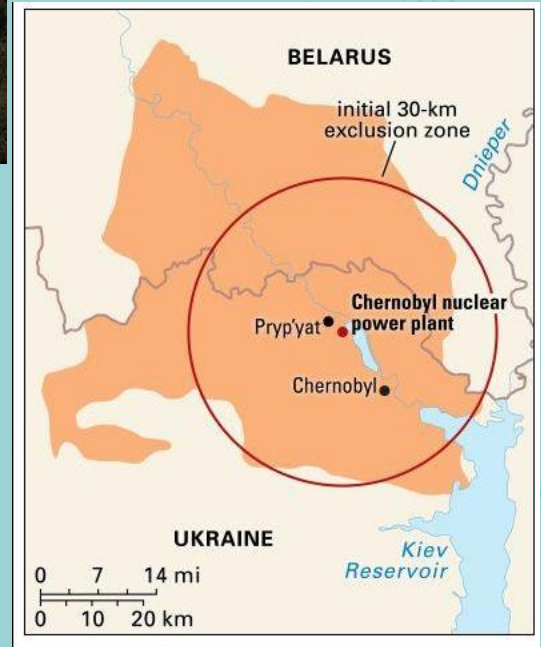 BELARUS
initial 30-km
exclusion zone
Dnieper
Chernobyl nuclear
power plant
Pryp'yat
Chernobyl
UKRAINE
Kiev
Reservoir
0 7 14 mi
0 10 20 km